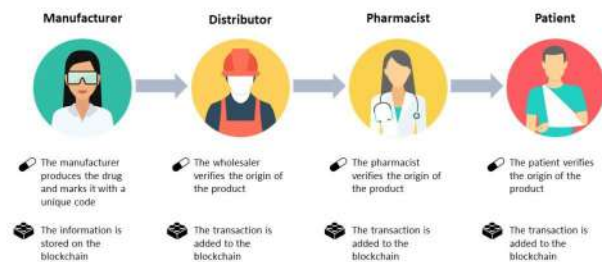 Manufacturer
Distributor
Pharmacist
Patient
The manufacturer
produces the drug
and marks it with a
unique code
The wholesaler
verifies the origin of
the product
The pharmacist
verifies the origin of
the product
The patient verifies
the origin of the
product
The information is
stored on the
blockchain
The transaction is
added to the
blockchain
The transaction is
added to the
blockchain
The transaction is
added to the
blockchain